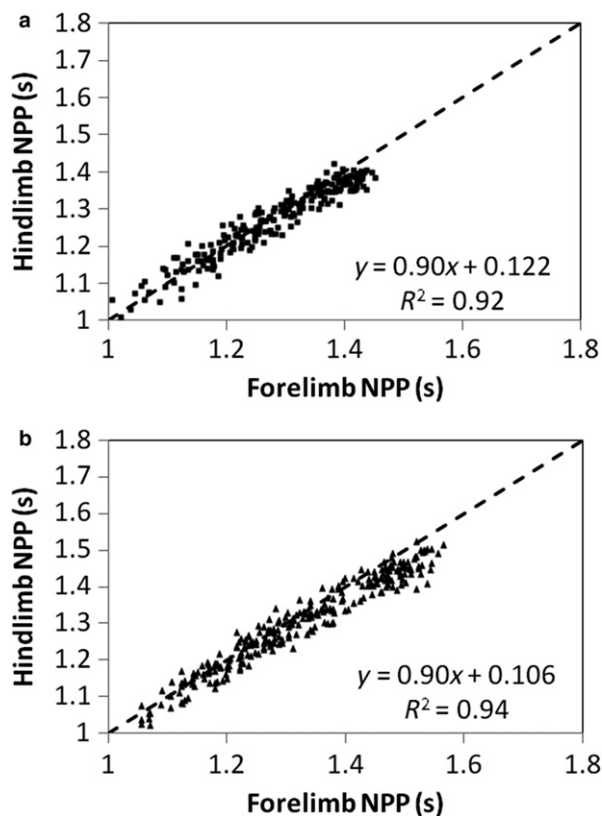 a
1.8
1.7
1.6
1.5
1.4
1.3
1.2
1.1
1
Hindlimb NPP (s)
y = 0.90x + 0.122
R² = 0.92
1 1.2 1.4 1.6 1.8
Forelimb NPP (s)
b
1.8
1.7
1.6
1.5
1.4
1.3
1.2
1.1
1
Hindlimb NPP (s)
y = 0.90x + 0.106
R² = 0.94
1 1.2 1.4 1.6 1.8
Forelimb NPP (s)